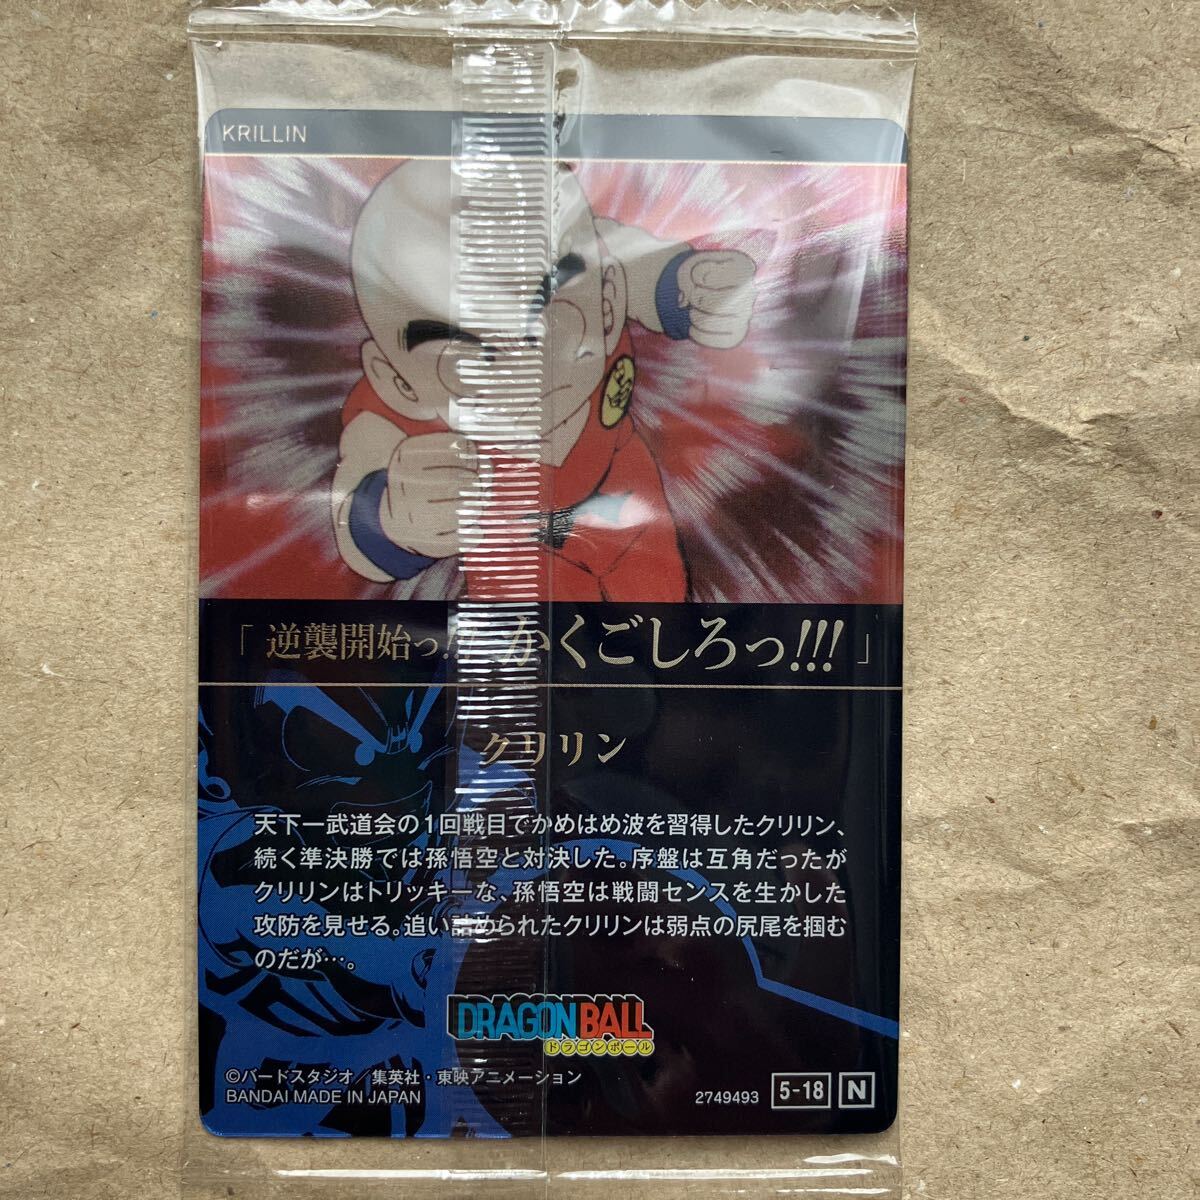 KRILLIN
「逆襲開始っ!!! かくごしろっ!!!」
クリリン
天下一武道会の1回戦目でかめはめ波を習得したクリリン、
続く準決勝では孫悟空と対決した。序盤は互角だったが
クリリンはトリッキーな、孫悟空は戦闘センスを生かした
攻防を見せる。追い詰められたクリリンは弱点の尻尾を掴む
のだが…。
DRAGON BALL
ドラゴンボール
©バードスタジオ／集英社・東映アニメーション
BANDAI MADE IN JAPAN
2749493 5-18 N